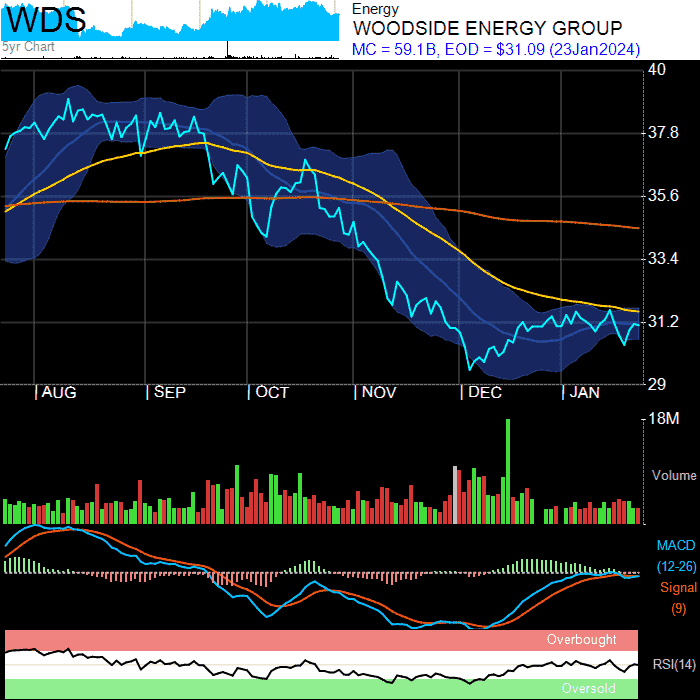 WDS
5yr Chart
Energy
WOODSIDE ENERGY GROUP
MC = 59.1B, EOD = $31.09 (23Jan2024)
40
37.8
35.6
33.4
31.2
29
AUG SEP OCT NOV DEC JAN
18M
Volume
MACD
(12-26)
Signal
(9)
Overbought
RSI(14)
Oversold